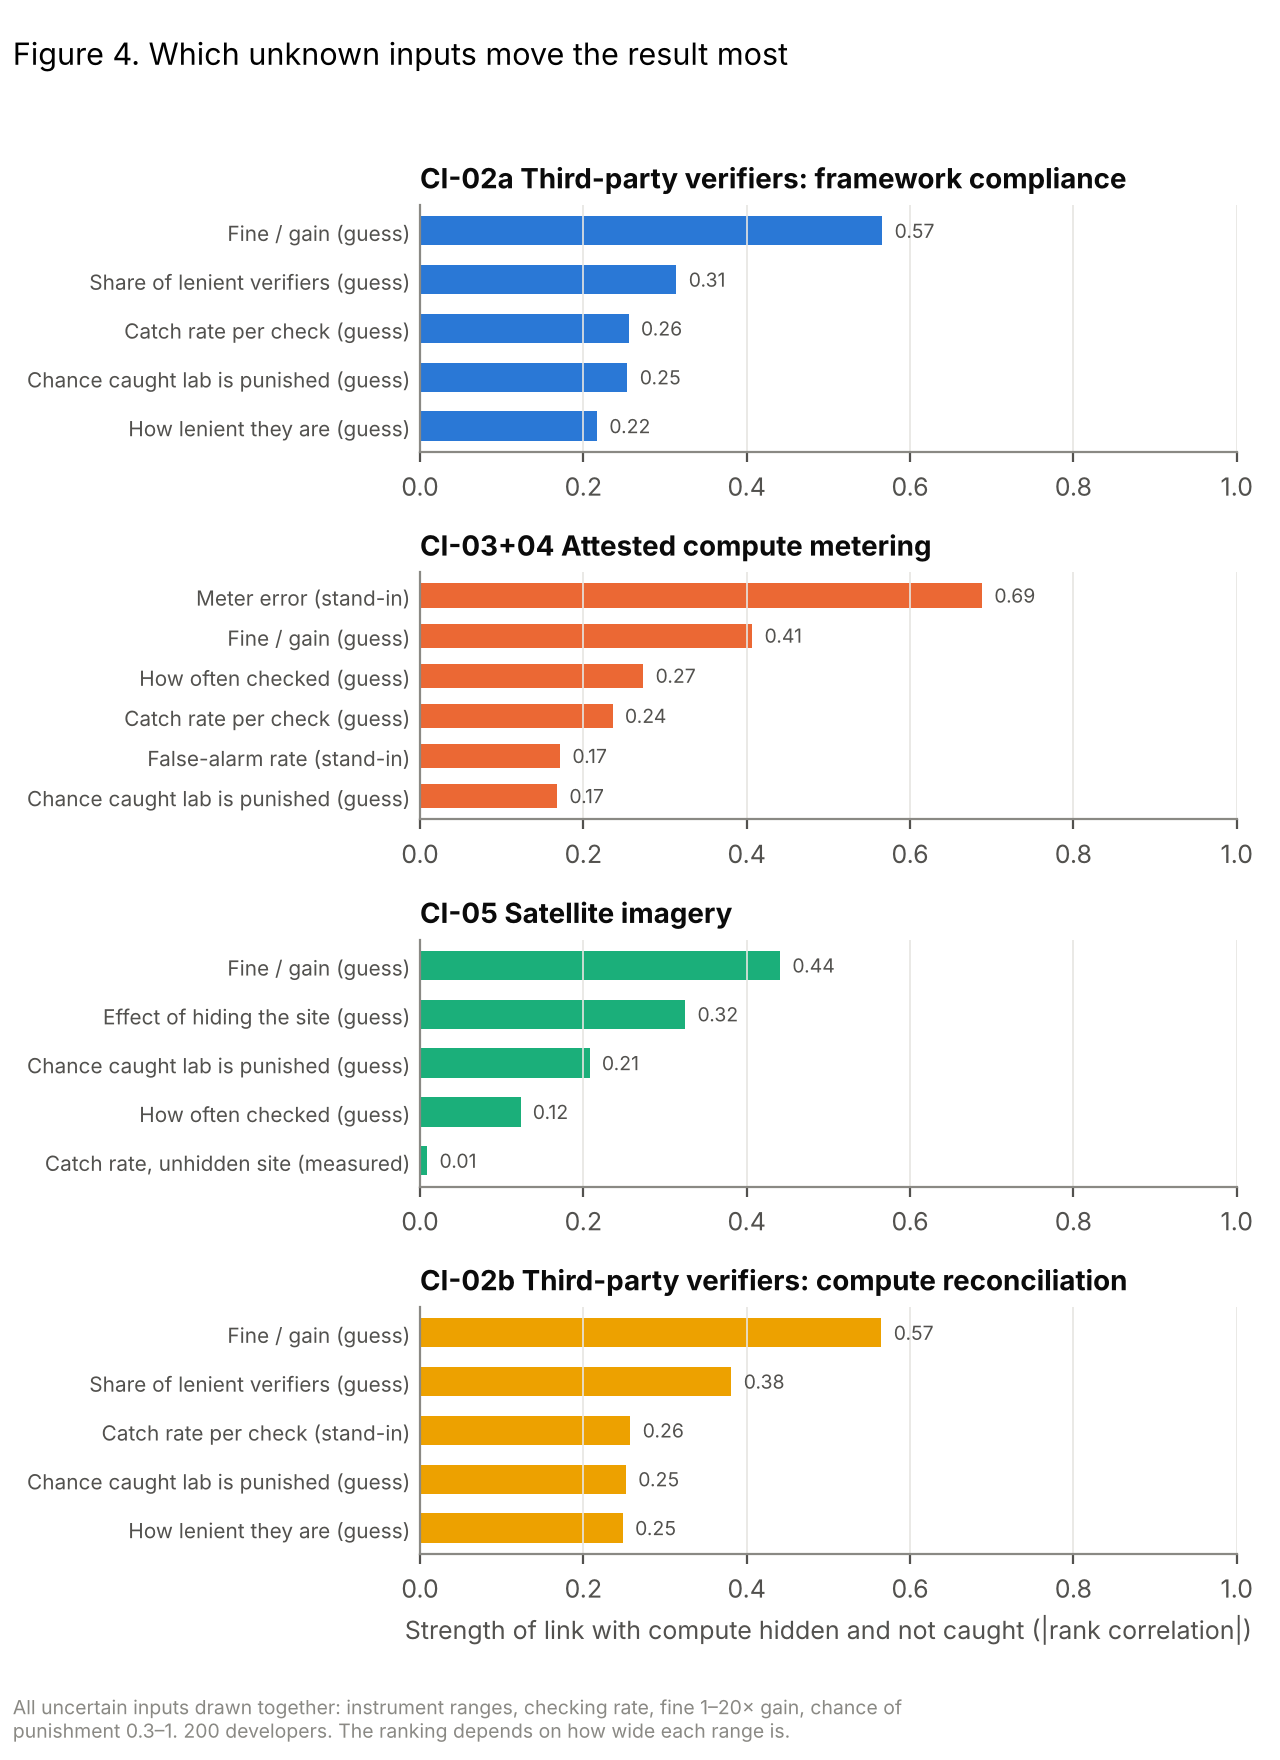 Figure 4. Which unknown inputs move the result most
CI-02a Third-party verifiers: framework compliance
Fine / gain (guess)
0.57
Share of lenient verifiers (guess)
0.31
Catch rate per check (guess)
0.26
Chance caught lab is punished (guess)
0.25
How lenient they are (guess)
0.22
0.0 0.2 0.4 0.6 0.8 1.0
CI-03+04 Attested compute metering
Meter error (stand-in)
0.69
Fine / gain (guess)
0.41
How often checked (guess)
0.27
Catch rate per check (guess)
0.24
False-alarm rate (stand-in)
0.17
Chance caught lab is punished (guess)
0.17
0.0 0.2 0.4 0.6 0.8 1.0
CI-05 Satellite imagery
Fine / gain (guess)
0.44
Effect of hiding the site (guess)
0.32
Chance caught lab is punished (guess)
0.21
How often checked (guess)
0.12
Catch rate, unhidden site (measured)
0.01
0.0 0.2 0.4 0.6 0.8 1.0
CI-02b Third-party verifiers: compute reconciliation
Fine / gain (guess)
0.57
Share of lenient verifiers (guess)
0.38
Catch rate per check (stand-in)
0.26
Chance caught lab is punished (guess)
0.25
How lenient they are (guess)
0.25
0.0 0.2 0.4 0.6 0.8 1.0
Strength of link with compute hidden and not caught (|rank correlation|)
All uncertain inputs drawn together: instrument ranges, checking rate, fine 1–20× gain, chance of
punishment 0.3–1. 200 developers. The ranking depends on how wide each range is.